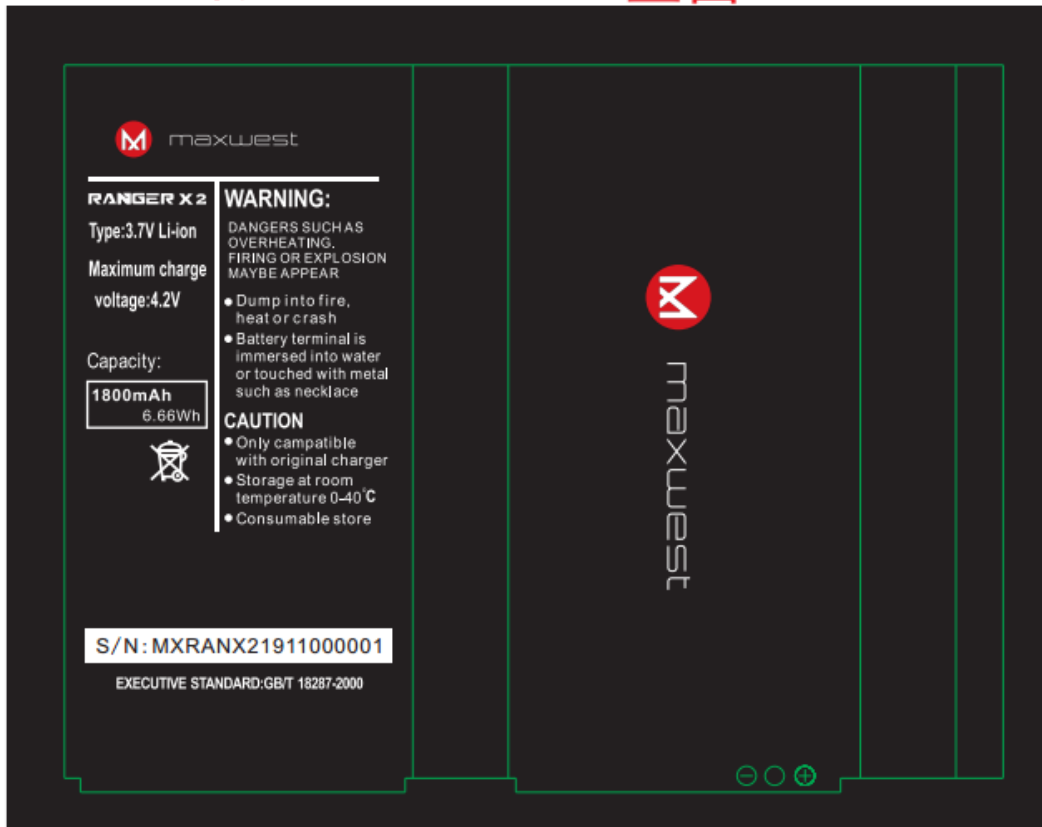 maxwest
RANGER X2
Type:3.7V Li-ion
Maximum charge
voltage:4.2V
Capacity:
1800mAh
6.66Wh
WARNING:
DANGERS SUCH AS
OVERHEATING.
FIRING OR EXPLOSION
MAYBE APPEAR
● Dump into fire,
heat or crash
● Battery terminal is
immersed into water
or touched with metal
such as necklace
CAUTION
● Only campatible
with original charger
● Storage at room
temperature 0-40°C
● Consumable store
S/N:MXRANX21911000001
EXECUTIVE STANDARD:GB/T 18287-2000
maxwest